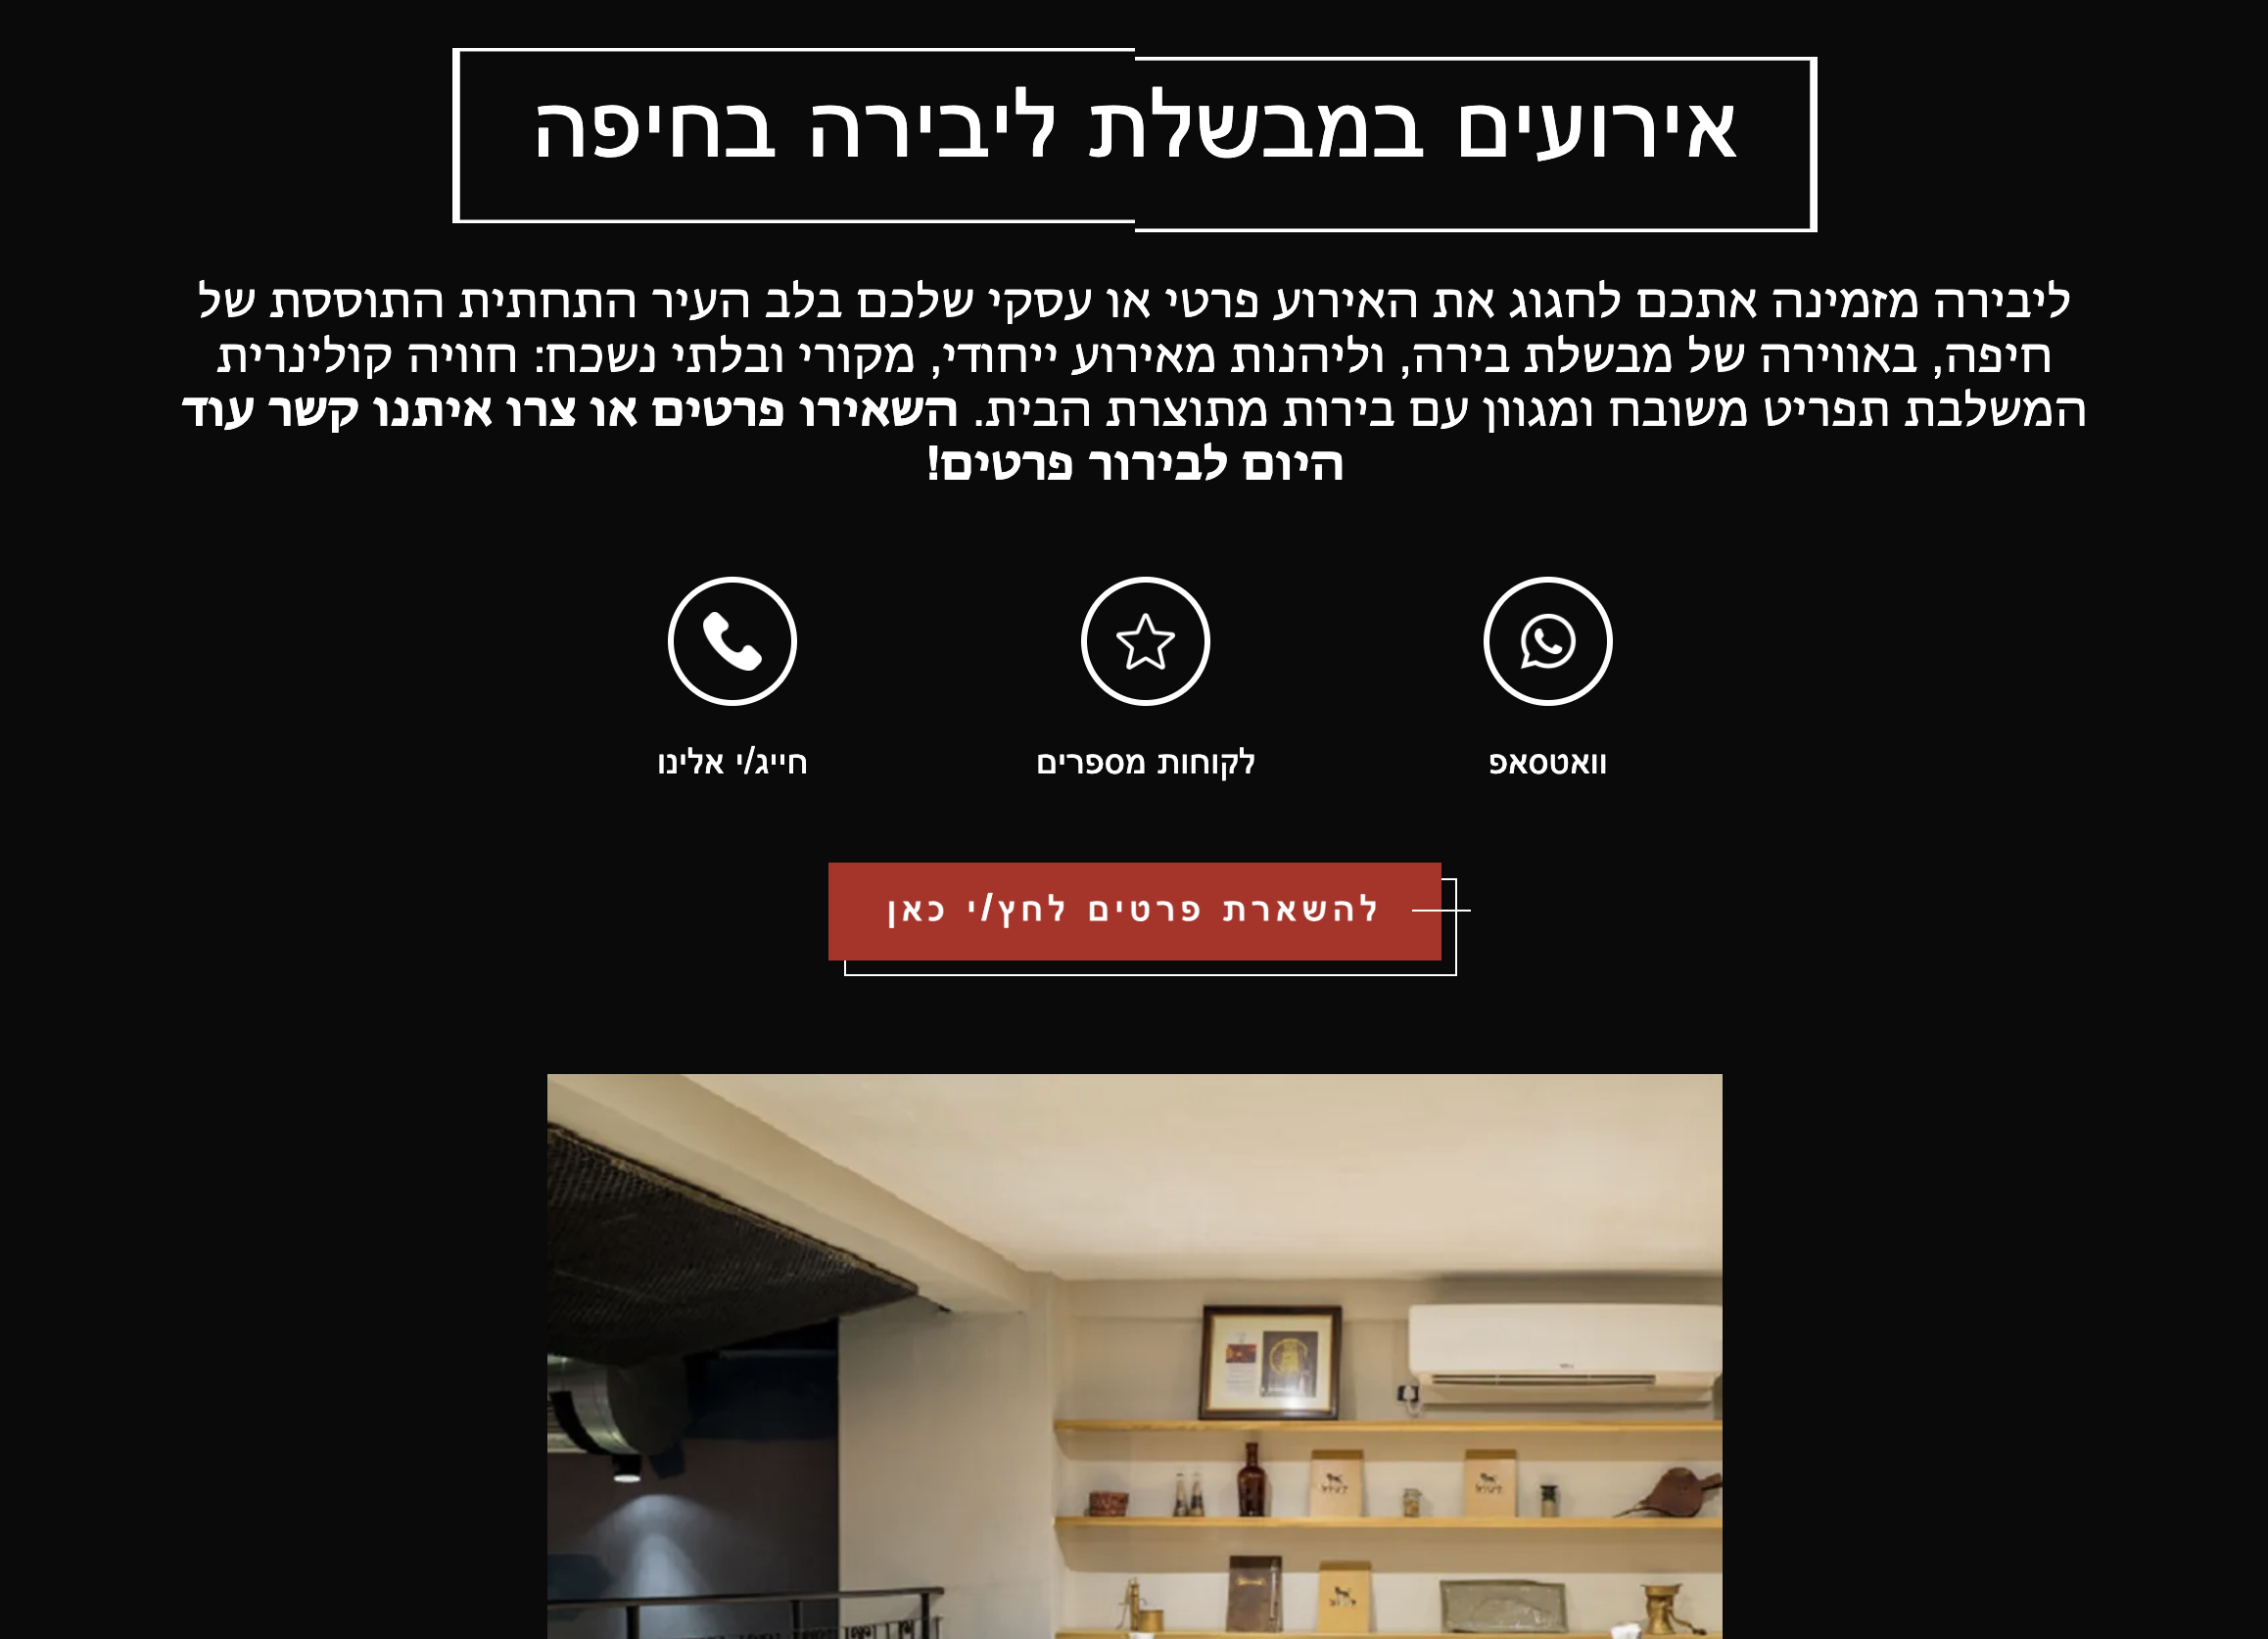 אירועים במבשלת ליבירה בחיפה
ליבירה מזמינה אתכם לחגוג את האירוע פרטי או עסקי שלכם בלב העיר התחתית התוססת של
חיפה, באווירה של מבשלת בירה, וליהנות מאירוע ייחודי, מקורי ובלתי נשכח: חוויה קולינרית
המשלבת תפריט משובח ומגוון עם בירות מתוצרת הבית. השאירו פרטים או צרו איתנו קשר עוד
היום לבירור פרטים!
וואטסאפ
לקוחות מספרים
חייג/י אלינו
להשארת פרטים לחץ/י כאן